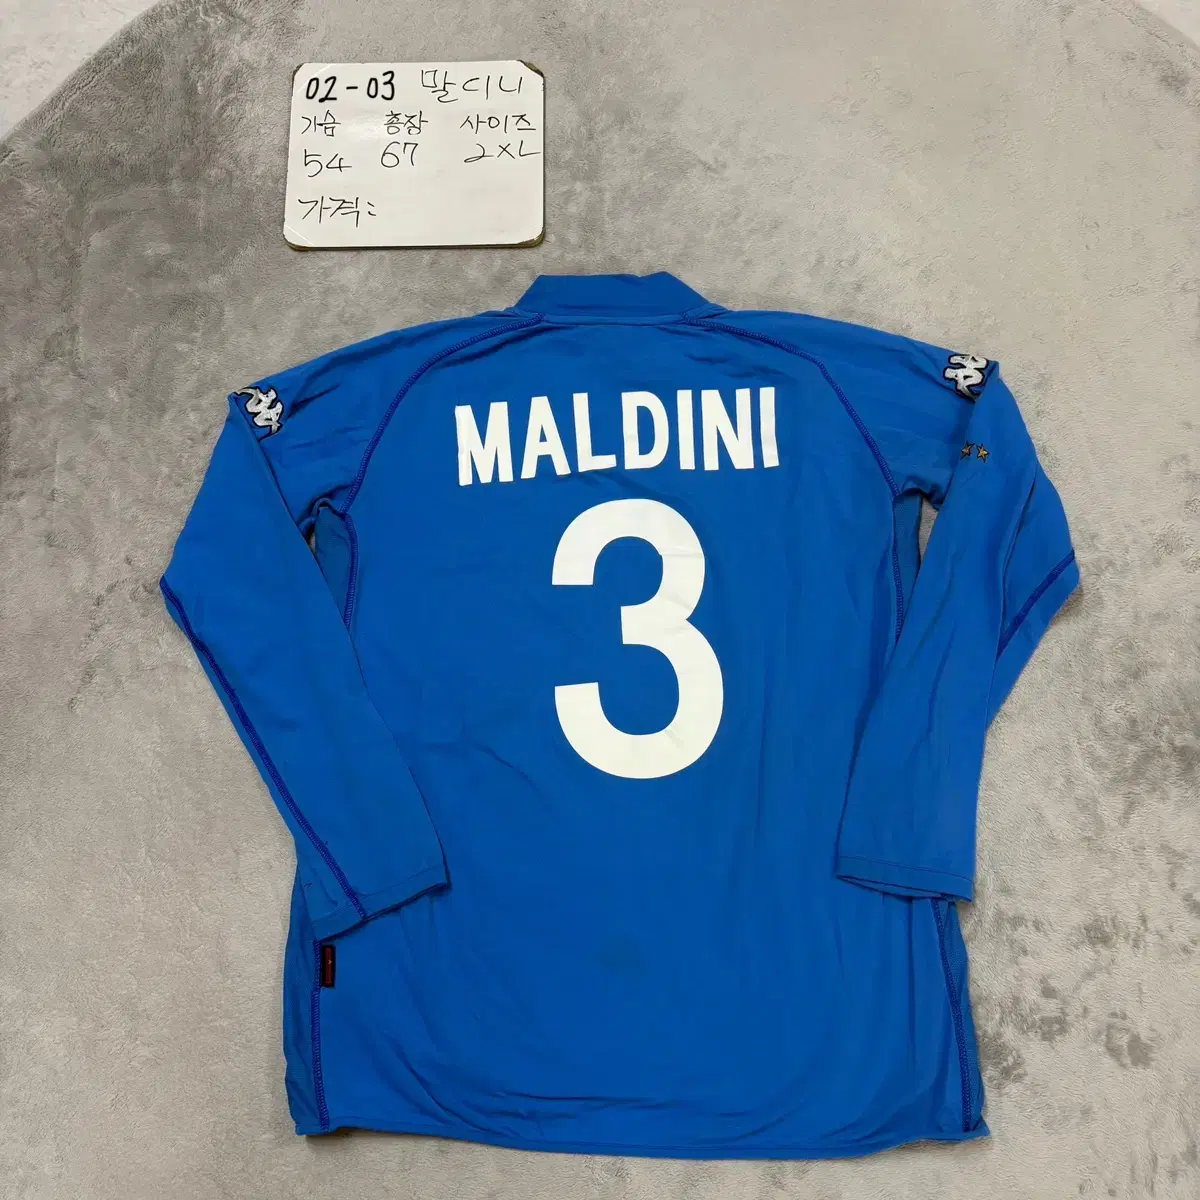 02-03 말디니
가슴 총장 사이즈
54 67 2XL
가격:
MALDINI
3